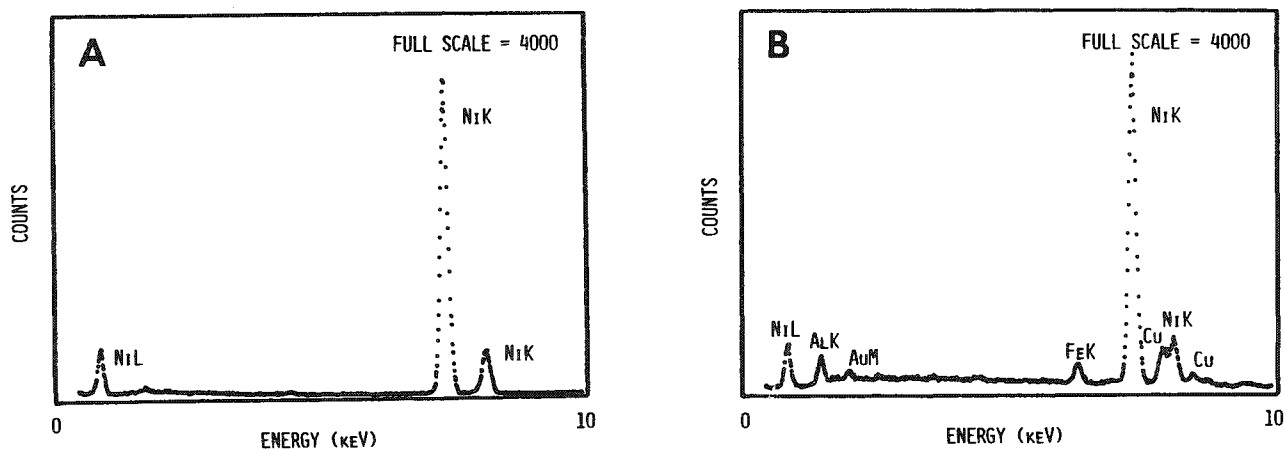 A
FULL SCALE = 4000
NiK
COUNTS
NiL
NiK
0
10
ENERGY (keV)
B
FULL SCALE = 4000
NiK
COUNTS
NiL
AlK
AuM
FeK
Cu
NiK
Cu
0
10
ENERGY (keV)